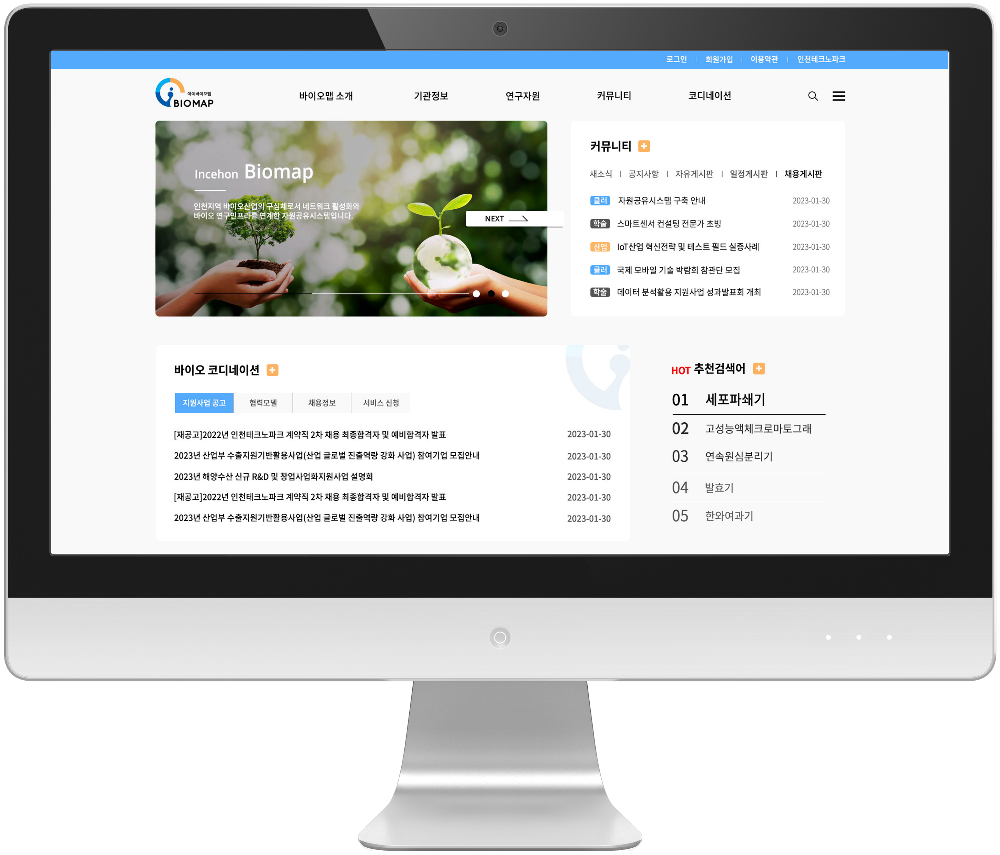 로그인 | 회원가입 | 이용약관 | 인천테크노파크
아이바이오맵
BIOMAP
바이오맵 소개 기관정보 연구자원 커뮤니티 코디네이션
Incehon Biomap
인천지역 바이오산업의 구심체로서 네트워크 활성화와
바이오 연구인프라를 연계한 자원공유시스템입니다.
NEXT
커뮤니티
새소식 | 공지사항 | 자유게시판 | 일정게시판 | 채용게시판
클러 자원공유시스템 구축 안내 2023-01-30
학술 스마트센서 컨설팅 전문가 초빙 2023-01-30
산업 IoT산업 혁신전략 및 테스트 필드 실증사례 2023-01-30
클러 국제 모바일 기술 박람회 참관단 모집 2023-01-30
학술 데이터 분석활용 지원사업 성과발표회 개최 2023-01-30
바이오 코디네이션
지원사업 공고 협력모델 채용정보 서비스 신청
[재공고]2022년 인천테크노파크 계약직 2차 채용 최종합격자 및 예비합격자 발표 2023-01-30
2023년 산업부 수출지원기반활용사업(산업 글로벌 진출역량 강화 사업) 참여기업 모집안내 2023-01-30
2023년 해양수산 신규 R&D 및 창업사업화지원사업 설명회 2023-01-30
[재공고]2022년 인천테크노파크 계약직 2차 채용 최종합격자 및 예비합격자 발표 2023-01-30
2023년 산업부 수출지원기반활용사업(산업 글로벌 진출역량 강화 사업) 참여기업 모집안내 2023-01-30
HOT 추천검색어
01 세포파쇄기
02 고성능액체크로마토그래
03 연속원심분리기
04 발효기
05 한와여과기